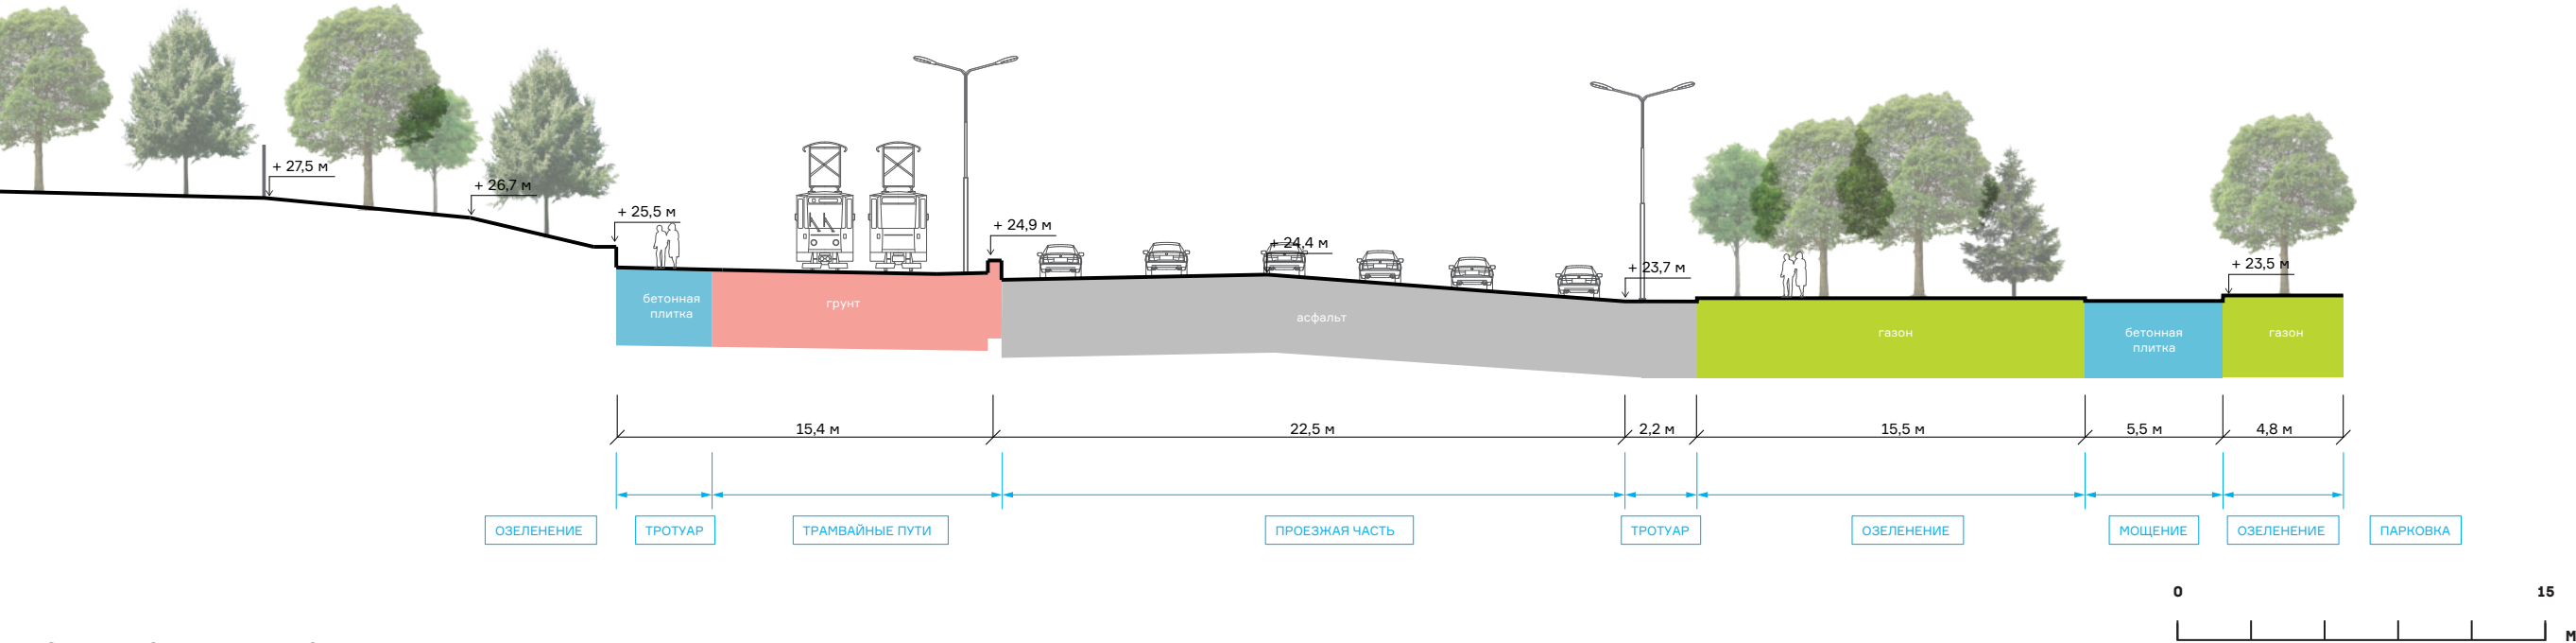 + 27,5 м
+ 26,7 м
+ 25,5 м
+ 24,9 м
+ 24,4 м
+ 23,7 м
+ 23,5 м
бетонная
плитка
грунт
асфальт
газон
бетонная
плитка
газон
15,4 м
22,5 м
2,2 м
15,5 м
5,5 м
4,8 м
ОЗЕЛЕНЕНИЕ
ТРОТУАР
ТРАМВАЙНЫЕ ПУТИ
ПРОЕЗЖАЯ ЧАСТЬ
ТРОТУАР
ОЗЕЛЕНЕНИЕ
МОЩЕНИЕ
ОЗЕЛЕНЕНИЕ
ПАРКОВКА
0
15
м